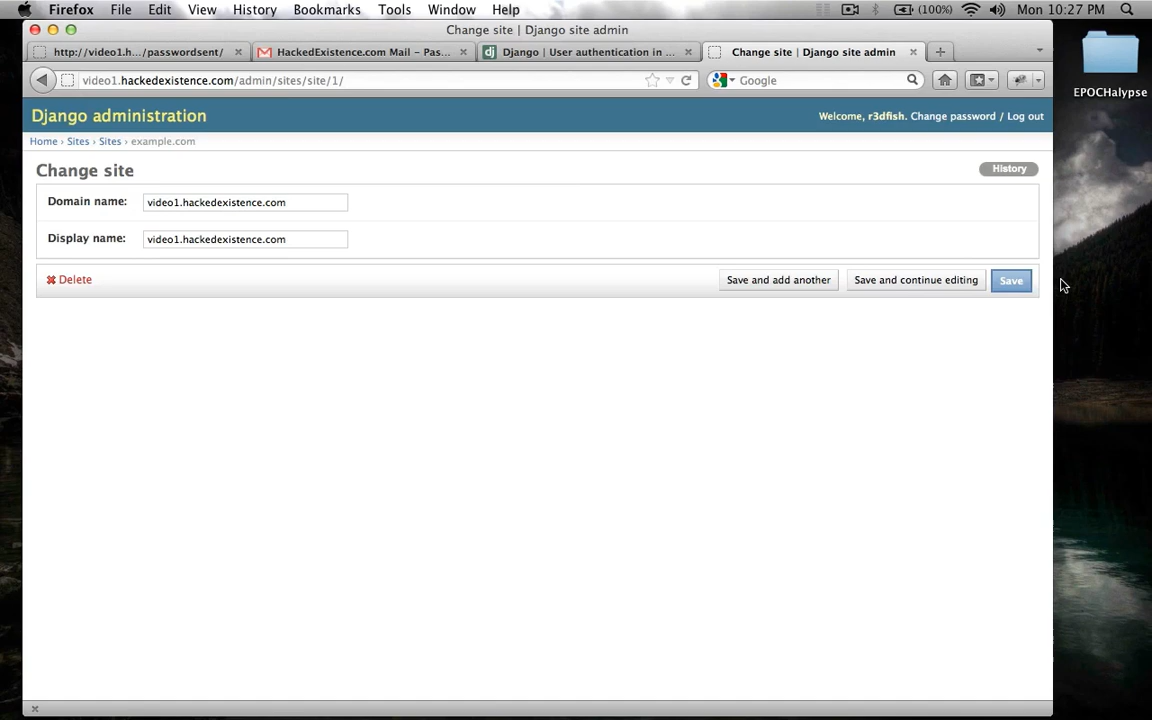 Firefox File Edit View History Bookmarks Tools Window Help (100%) Mon 10:27 PM
Change site | Django site admin
http://video1.h.../passwordsent/ HackedExistence.com Mail - Pas... Django | User authentication in ... Change site | Django site admin
video1.hackedexistence.com/admin/sites/site/1/ Google
EPOCHalypse
Django administration Welcome, r3dfish. Change password / Log out
Home › Sites › Sites › example.com
Change site History
Domain name: video1.hackedexistence.com
Display name: video1.hackedexistence.com
Delete Save and add another Save and continue editing Save